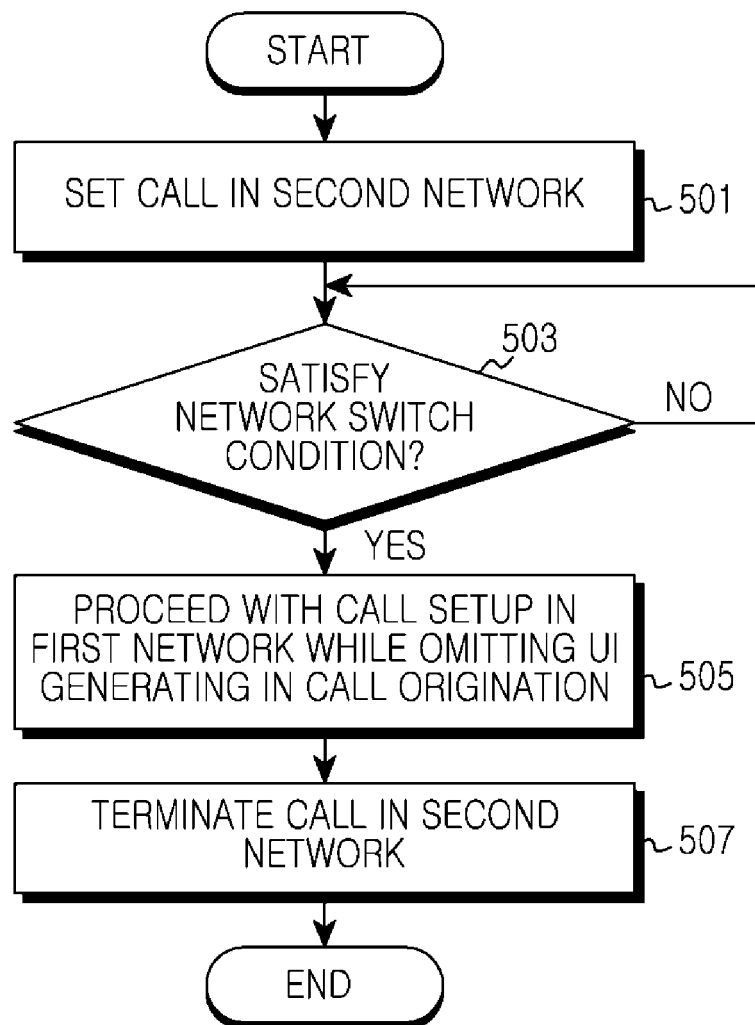 START
SET CALL IN SECOND NETWORK
501
503
SATISFY
NETWORK SWITCH
CONDITION?
NO
YES
PROCEED WITH CALL SETUP IN
FIRST NETWORK WHILE OMITTING UI
GENERATING IN CALL ORIGINATION
505
TERMINATE CALL IN SECOND
NETWORK
507
END